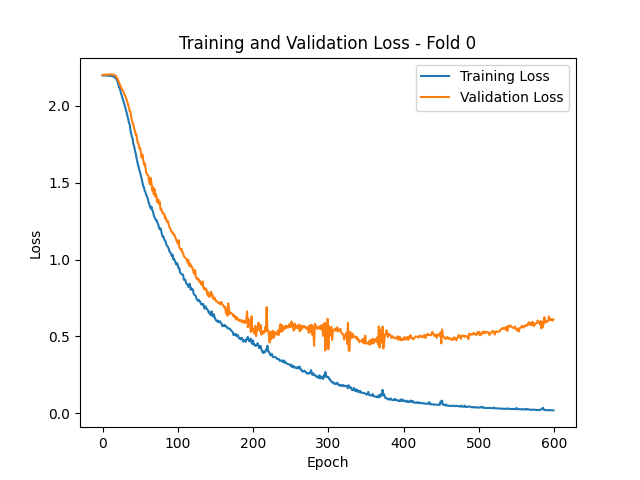 Training and Validation Loss - Fold 0
Training Loss
Validation Loss
2.0
1.5
1.0
0.5
0.0
Loss
0 100 200 300 400 500 600
Epoch